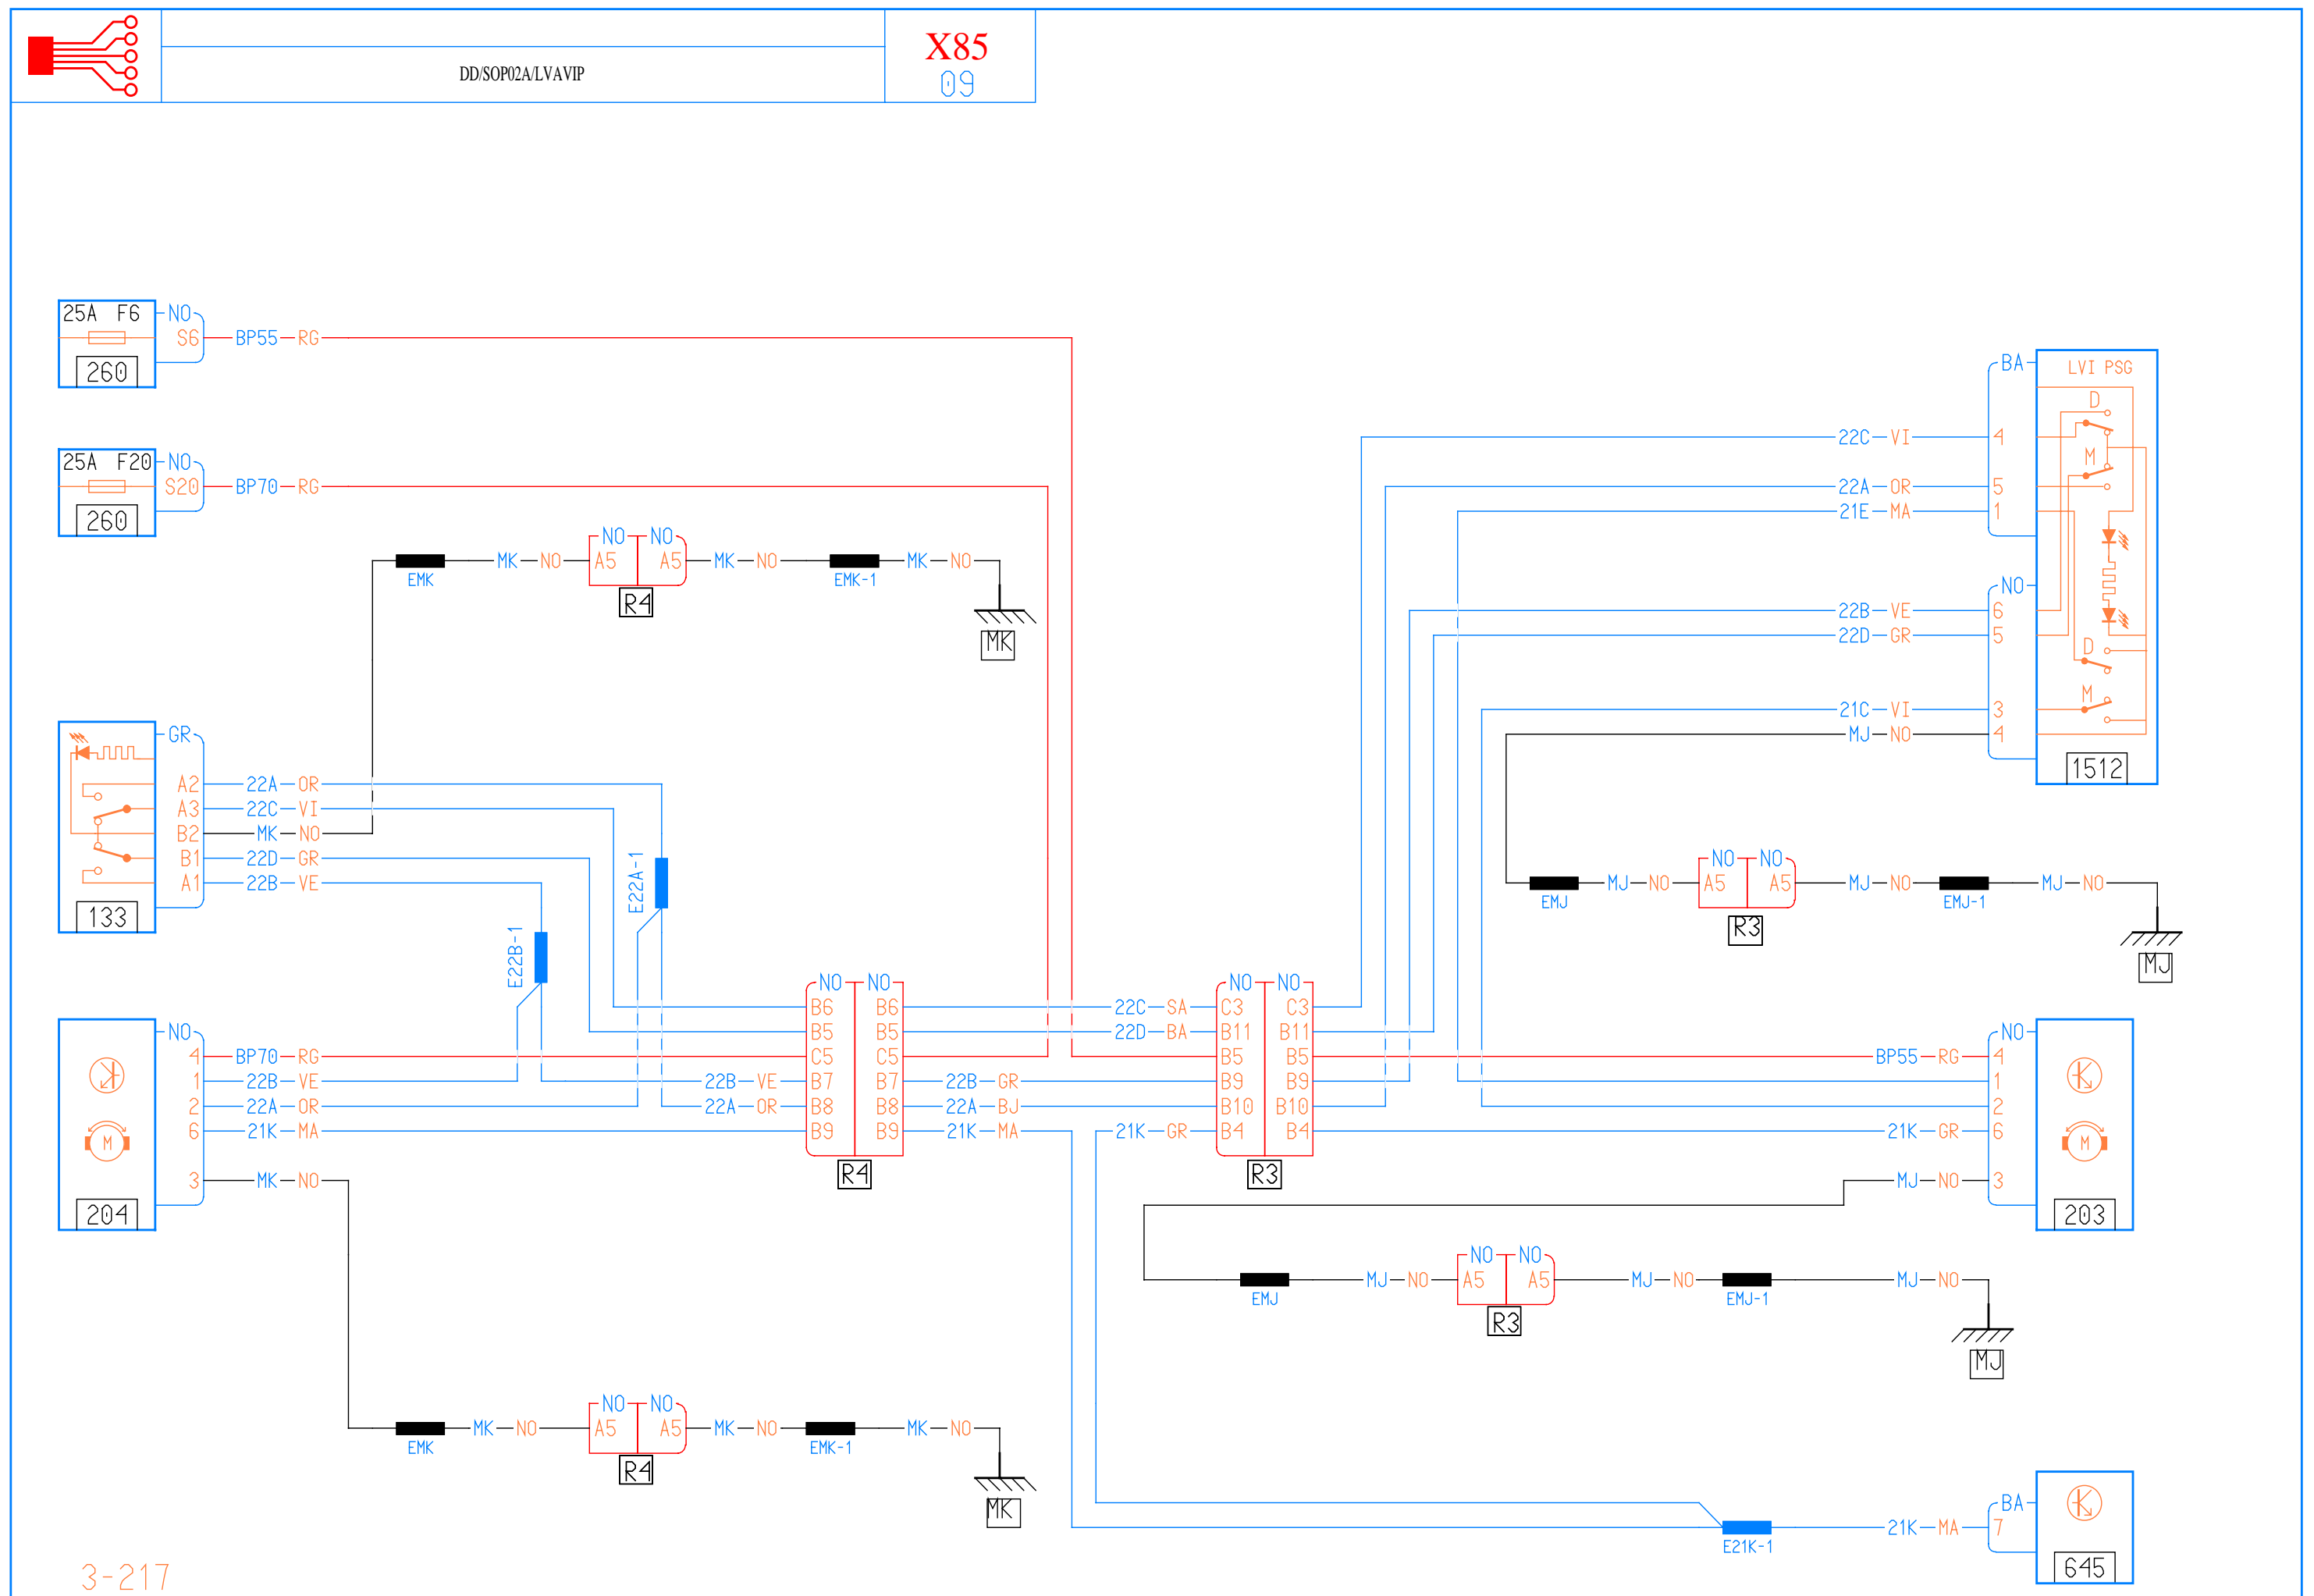 X85
DD/SOP02A/LVAVIP
09
25A F6 NO
S6 BP55 RG
260
25A F20 NO
S20 BP70 RG
260
NO NO
MK NO A5 A5 MK NO MK NO
EMK EMK-1
R4
MK
BA LVI PSG
D
22C VI 4
M
22A OR 5
21E MA 1
NO
22B VE 6
22D GR 5
D
M
21C VI 3
MJ NO 4
1512
GR
A2 22A OR
A3 22C VI
B2 MK NO
B1 22D GR
A1 22B VE
133
E22A-1
E22B-1
NO NO
MJ NO A5 A5 MJ NO MJ NO
EMJ EMJ-1
R3
MJ
NO NO NO NO
B6 B6 22C SA C3 C3
B5 B5 22D BA B11 B11
NO NO
4 BP70 RG C5 C5 B5 B5 BP55 RG 4
1 22B VE 22B VE B7 B7 22B GR B9 B9 1
2 22A OR 22A OR B8 B8 22A BJ B10 B10 2
6 21K MA B9 B9 21K MA 21K GR B4 B4 21K GR 6
M M
R4 R3
3 MK NO MJ NO 3
204 203
NO NO
MJ NO A5 A5 MJ NO MJ NO
EMJ EMJ-1
R3
MJ
NO NO
MK NO A5 A5 MK NO MK NO
EMK EMK-1
R4
MK
BA
21K MA 7
E21K-1
645
3-217